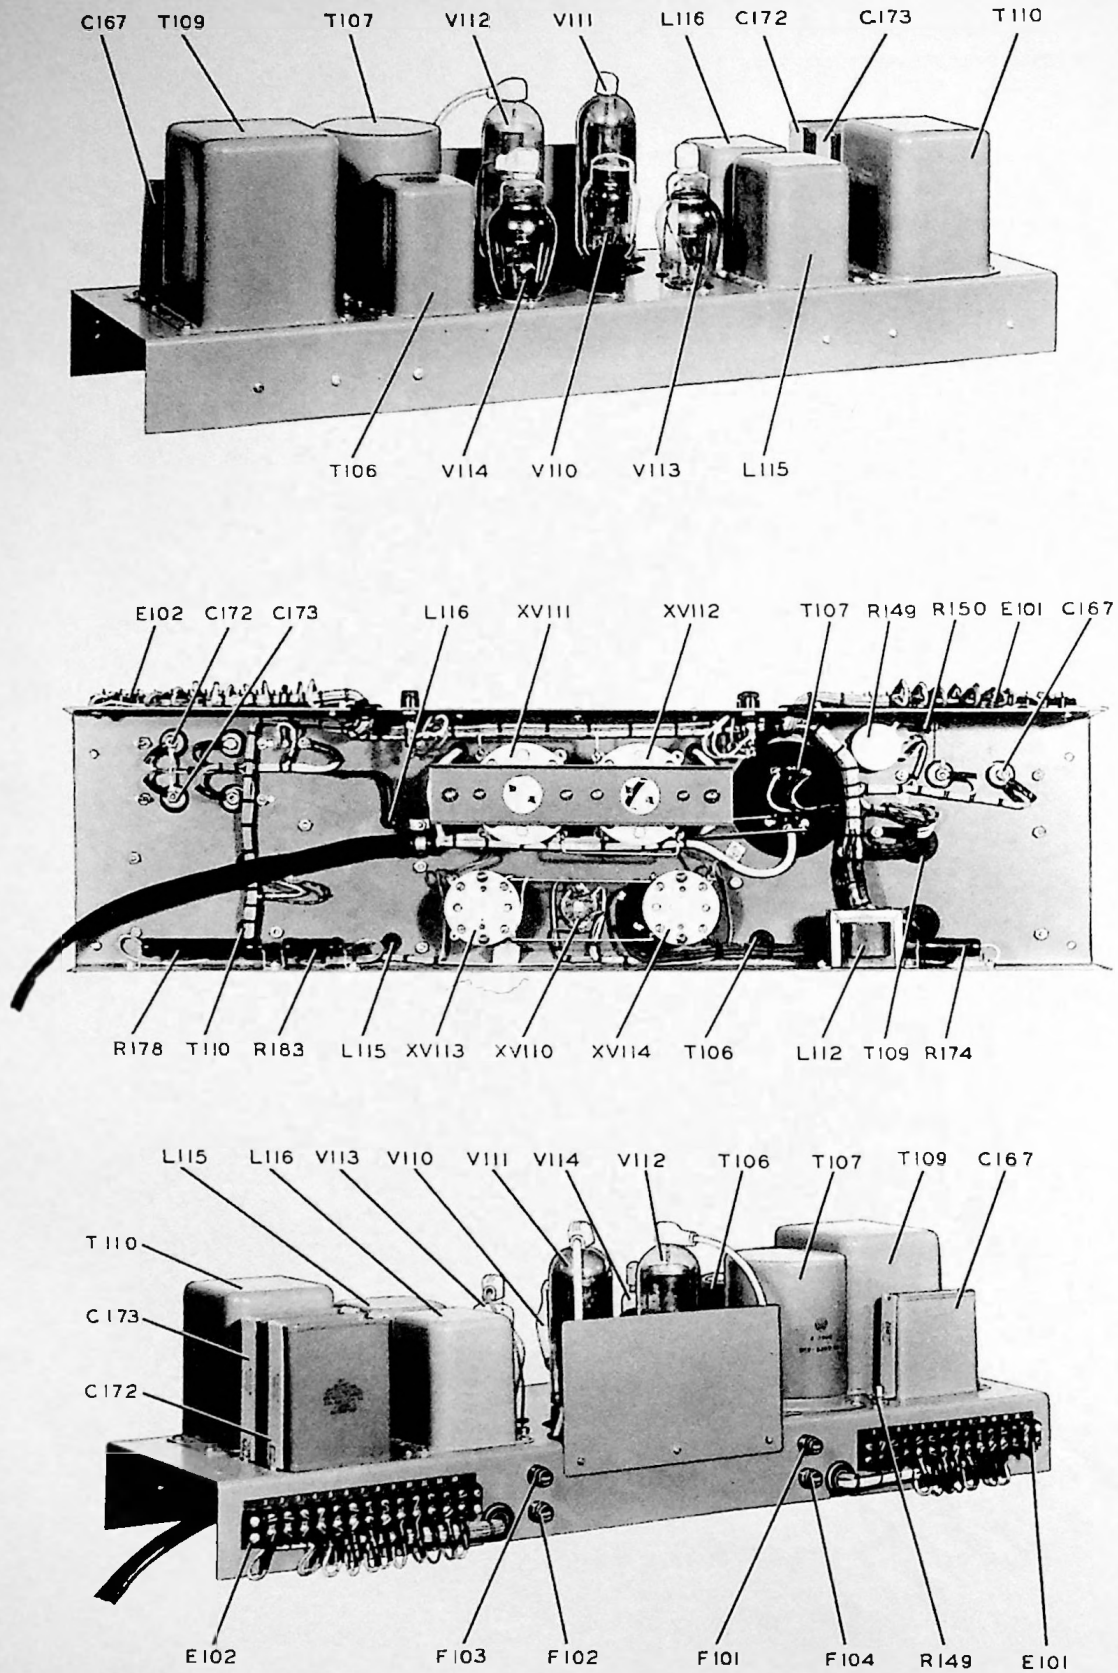 C167 T109 T107 V112 V111 L116 C172 C173 T110
T106 V114 V110 V113 L115
E102 C172 C173 L116 XV111 XV112 T107 R149 R150 E101 C167
R178 T110 R183 L115 XV113 XV110 XV114 T106 L112 T109 R174
L115 L116 V113 V110 V111 V114 V112 T106 T107 T109 C167
T110
C173
C172
E102 F103 F102 F101 F104 R149 E101